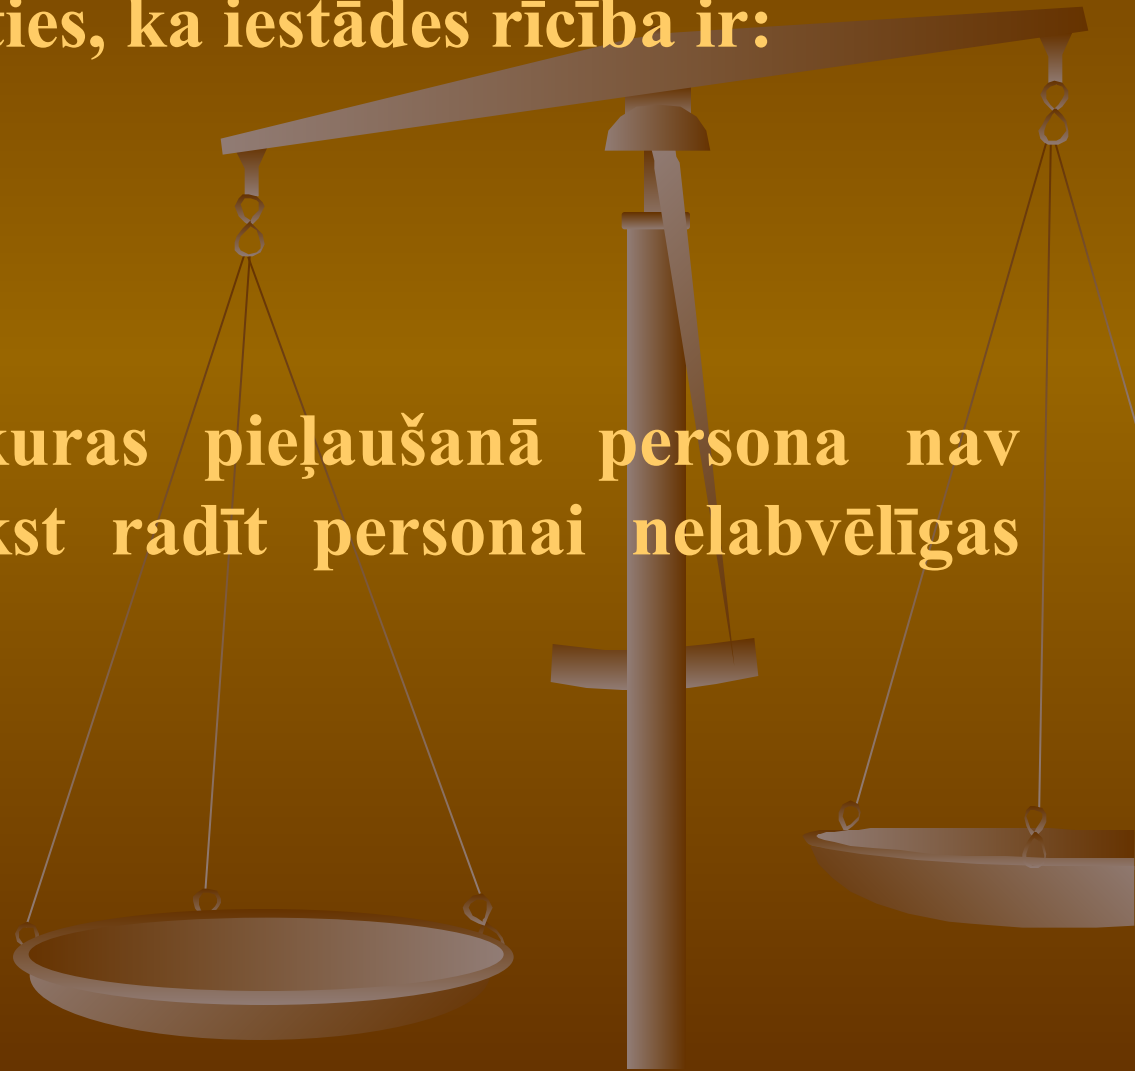 ties, ka iestādes rīcība ir:
kuras pieļaušanā persona nav
kst radīt personai nelabvēlīgas